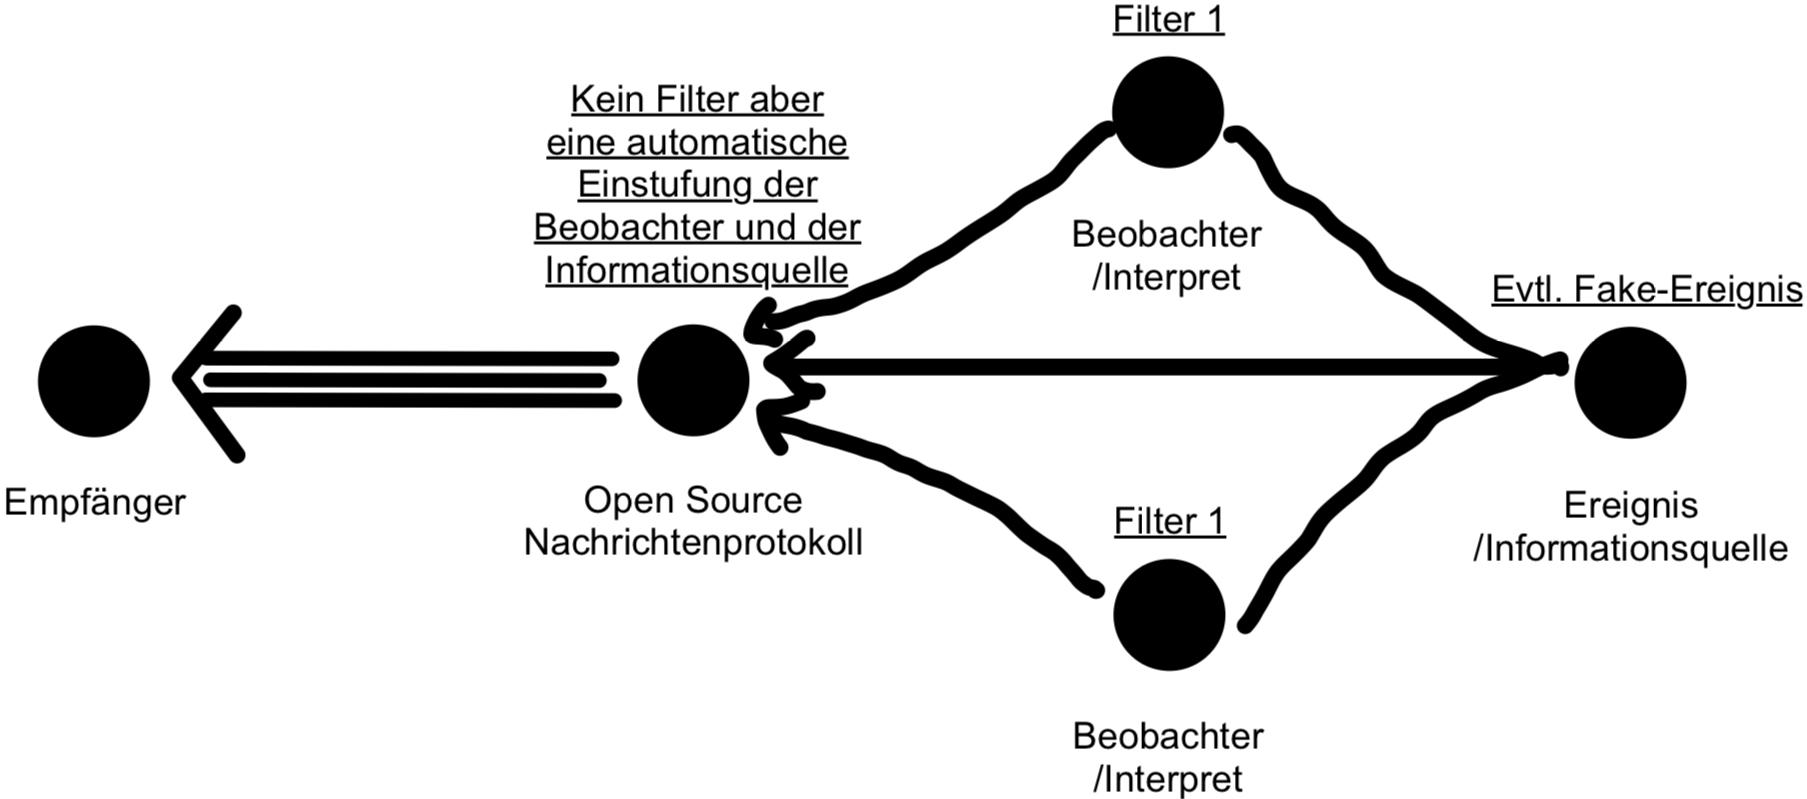 Filter 1
Kein Filter aber
eine automatische
Einstufung der
Beobachter und der
Informationsquelle
Beobachter
/Interpret
Evtl. Fake-Ereignis
Empfänger
Open Source
Nachrichtenprotokoll
Filter 1
Ereignis
/Informationsquelle
Beobachter
/Interpret